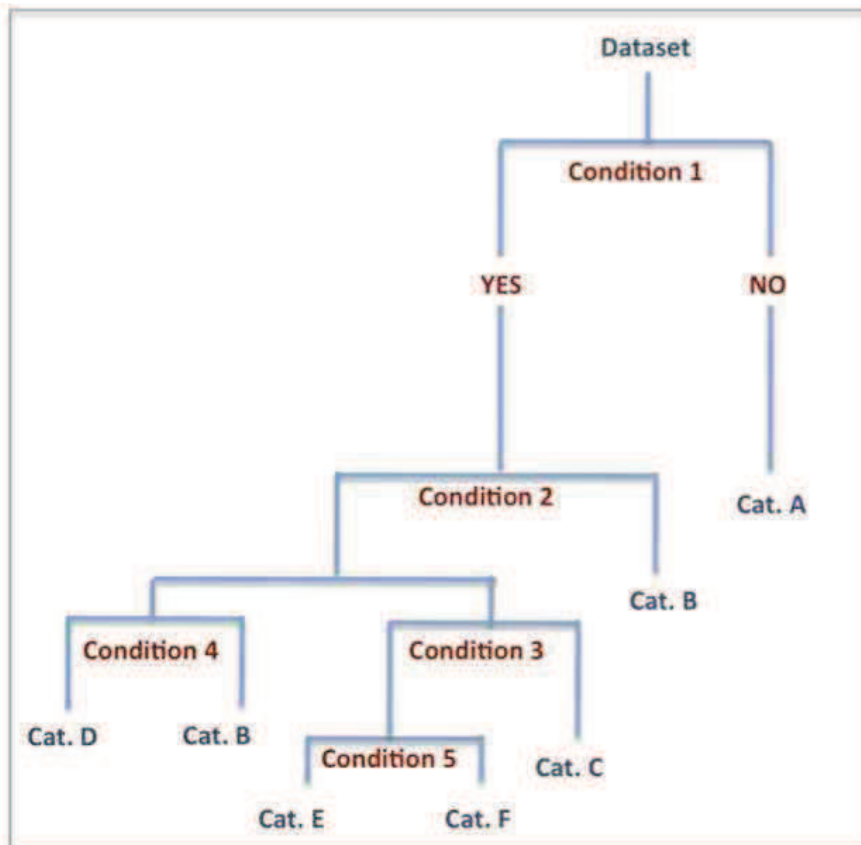 Dataset
Condition 1
YES
NO
Condition 2
Cat. A
Cat. B
Condition 4
Condition 3
Cat. D
Cat. B
Condition 5
Cat. C
Cat. E
Cat. F